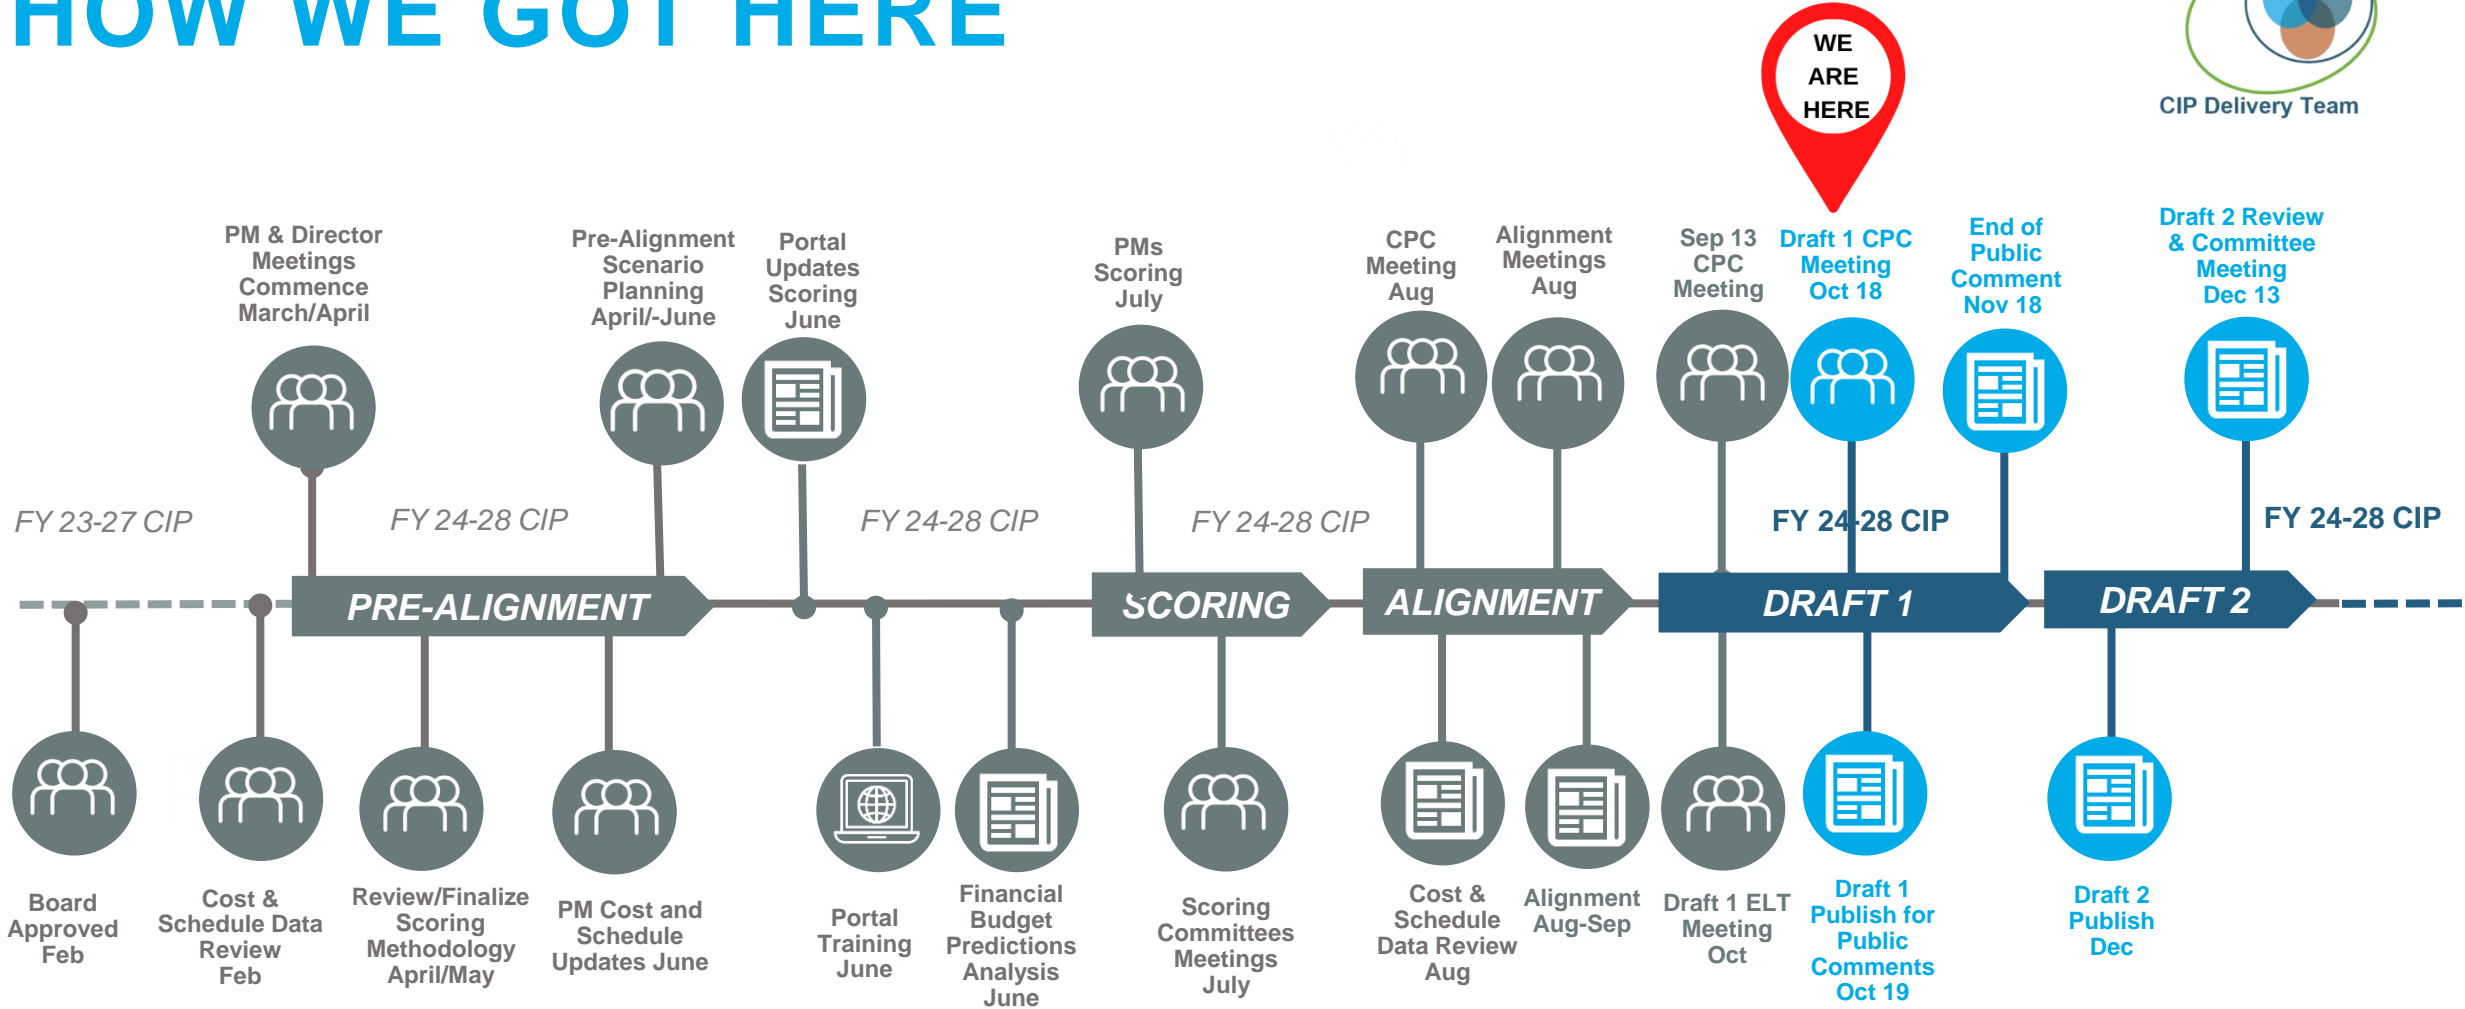 HOW WE GOT HERE
WE
ARE
HERE
CIP Delivery Team
PM & Director
Meetings
Commence
March/April
Pre-Alignment
Scenario
Planning
April/-June
Portal
Updates
Scoring
June
PMs
Scoring
July
CPC
Meeting
Aug
Alignment
Meetings
Aug
Sep 13
CPC
Meeting
Draft 1 CPC
Meeting
Oct 18
End of
Public
Comment
Nov 18
Draft 2 Review
& Committee
Meeting
Dec 13
FY 23-27 CIP
FY 24-28 CIP
FY 24-28 CIP
FY 24-28 CIP
FY 24-28 CIP
FY 24-28 CIP
PRE-ALIGNMENT
SCORING
ALIGNMENT
DRAFT 1
DRAFT 2
Board
Approved
Feb
Cost &
Schedule Data
Review
Feb
Review/Finalize
Scoring
Methodology
April/May
PM Cost and
Schedule
Updates June
Portal
Training
June
Financial
Budget
Predictions
Analysis
June
Scoring
Committees
Meetings
July
Cost &
Schedule
Data Review
Aug
Alignment
Aug-Sep
Draft 1 ELT
Meeting
Oct
Draft 1
Publish for
Public
Comments
Oct 19
Draft 2
Publish
Dec